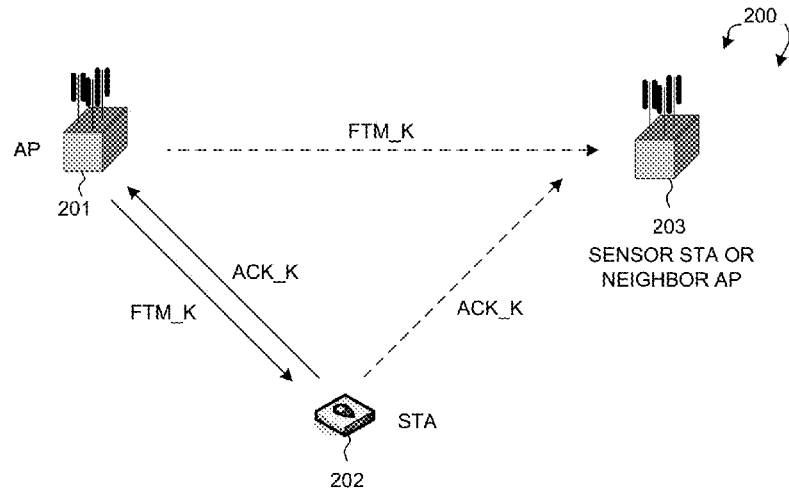 200
AP
FTM_K
201
203
SENSOR STA OR
NEIGHBOR AP
ACK_K
FTM_K
ACK_K
STA
202